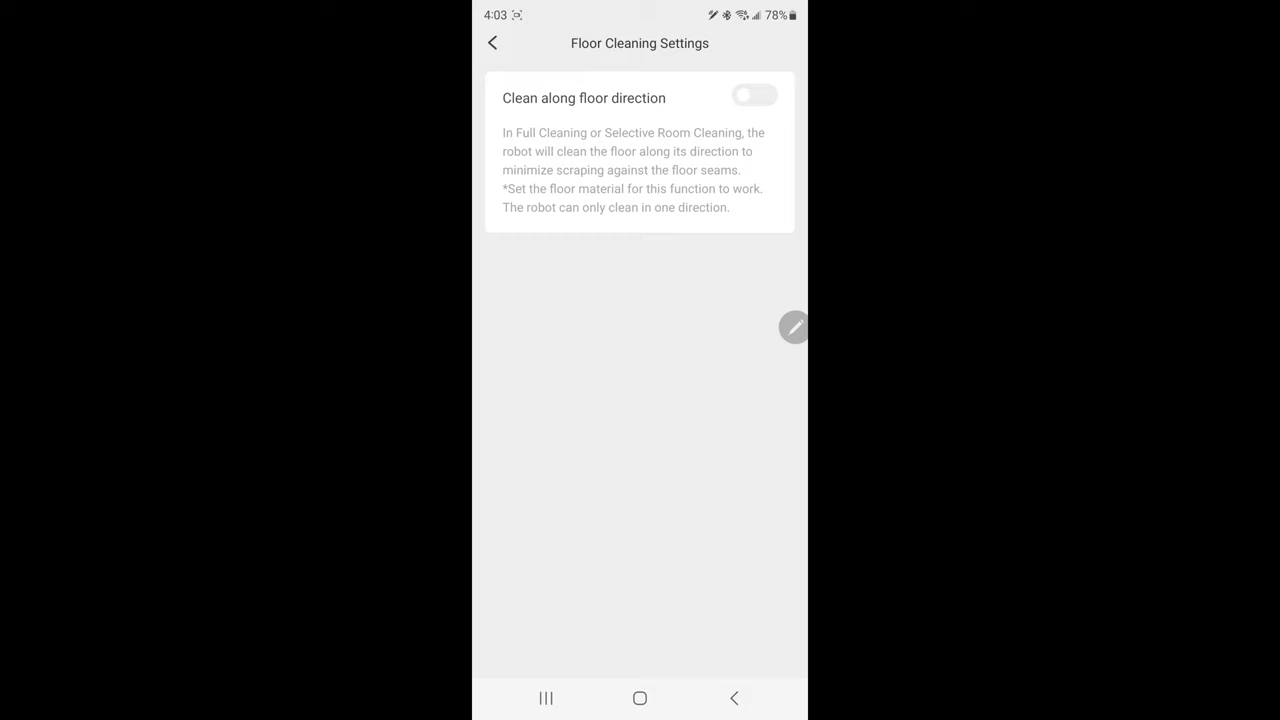 4:03 78%
Floor Cleaning Settings
Clean along floor direction
In Full Cleaning or Selective Room Cleaning, the
robot will clean the floor along its direction to
minimize scraping against the floor seams.
*Set the floor material for this function to work.
The robot can only clean in one direction.